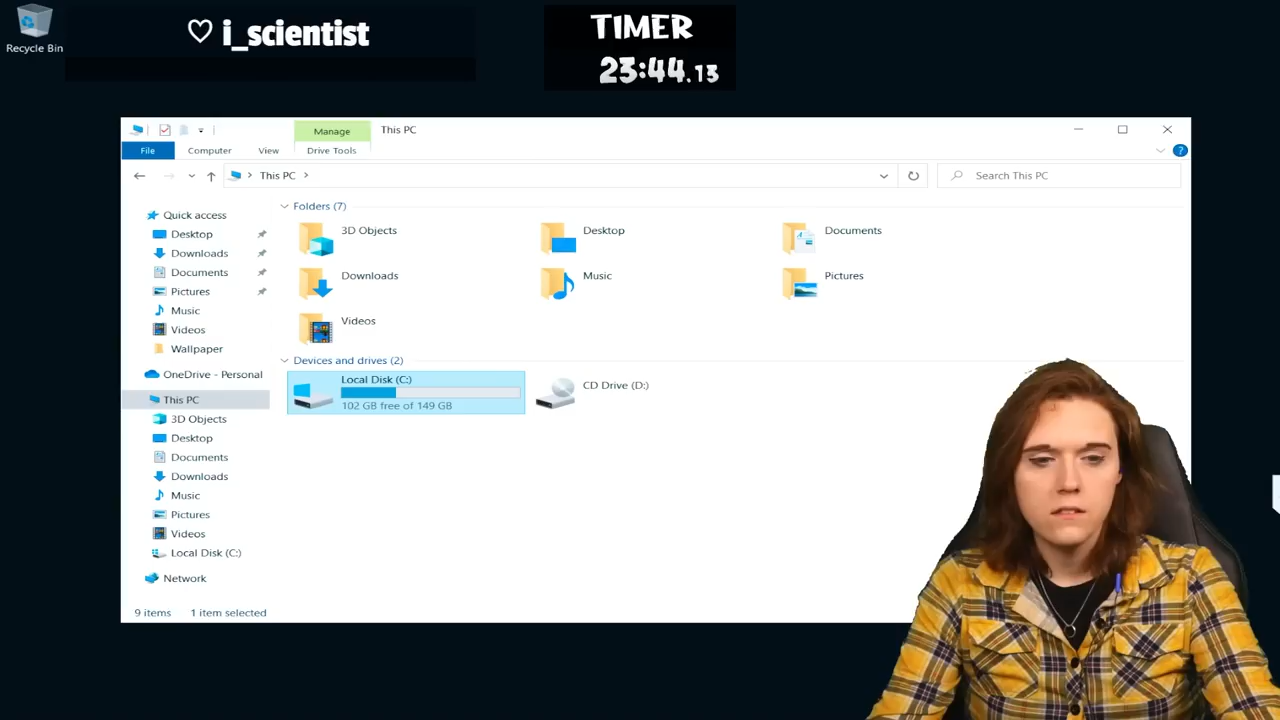 Recycle Bin
♡ i_scientist
TIMER
23:44.13
Manage
This PC
File
Computer
View
Drive Tools
This PC
Search This PC
Quick access
Desktop
Downloads
Documents
Pictures
Music
Videos
Wallpaper
OneDrive - Personal
This PC
3D Objects
Desktop
Documents
Downloads
Music
Pictures
Videos
Local Disk (C:)
Network
Folders (7)
3D Objects
Desktop
Documents
Downloads
Music
Pictures
Videos
Devices and drives (2)
Local Disk (C:)
102 GB free of 149 GB
CD Drive (D:)
9 items
1 item selected